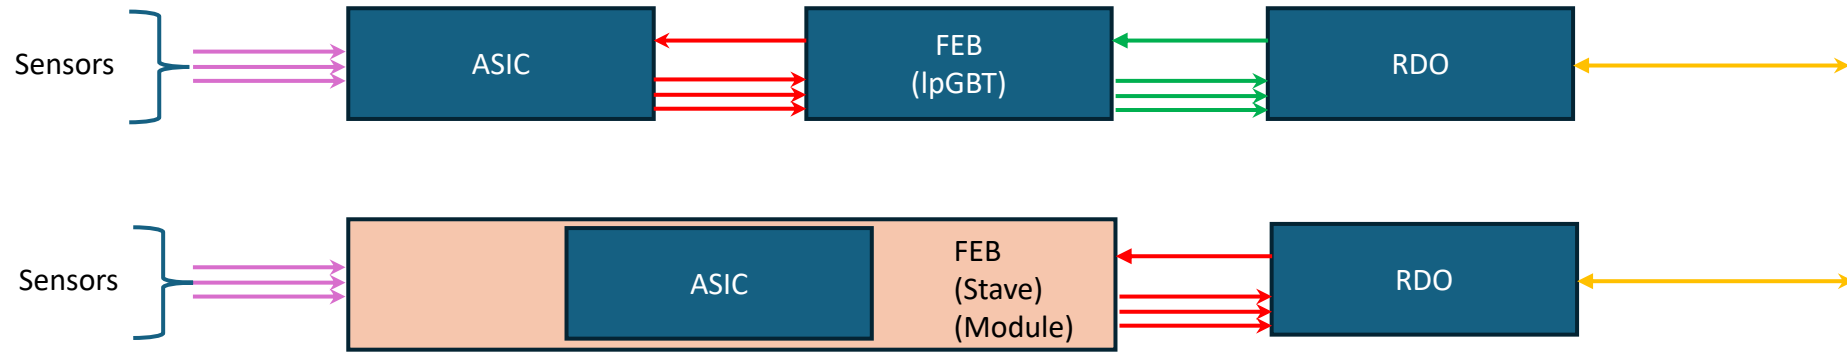 Sensors
ASIC
FEB
(lpGBT)
RDO
Sensors
ASIC
FEB
(Stave)
(Module)
RDO